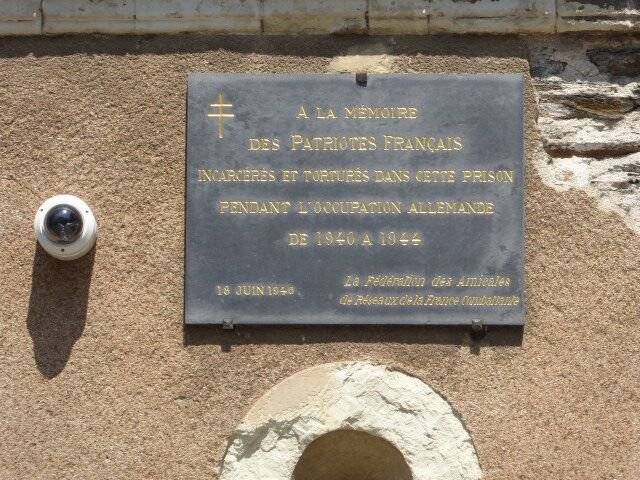 A LA MÉMOIRE
DES PATRIOTES FRANÇAIS
INCARCÉRÉS ET TORTURÉS DANS CETTE PRISON
PENDANT L'OCCUPATION ALLEMANDE
DE 1940 A 1944
18 JUIN 1946
La Fédération des Amicales
de Réseaux de la France Combattante